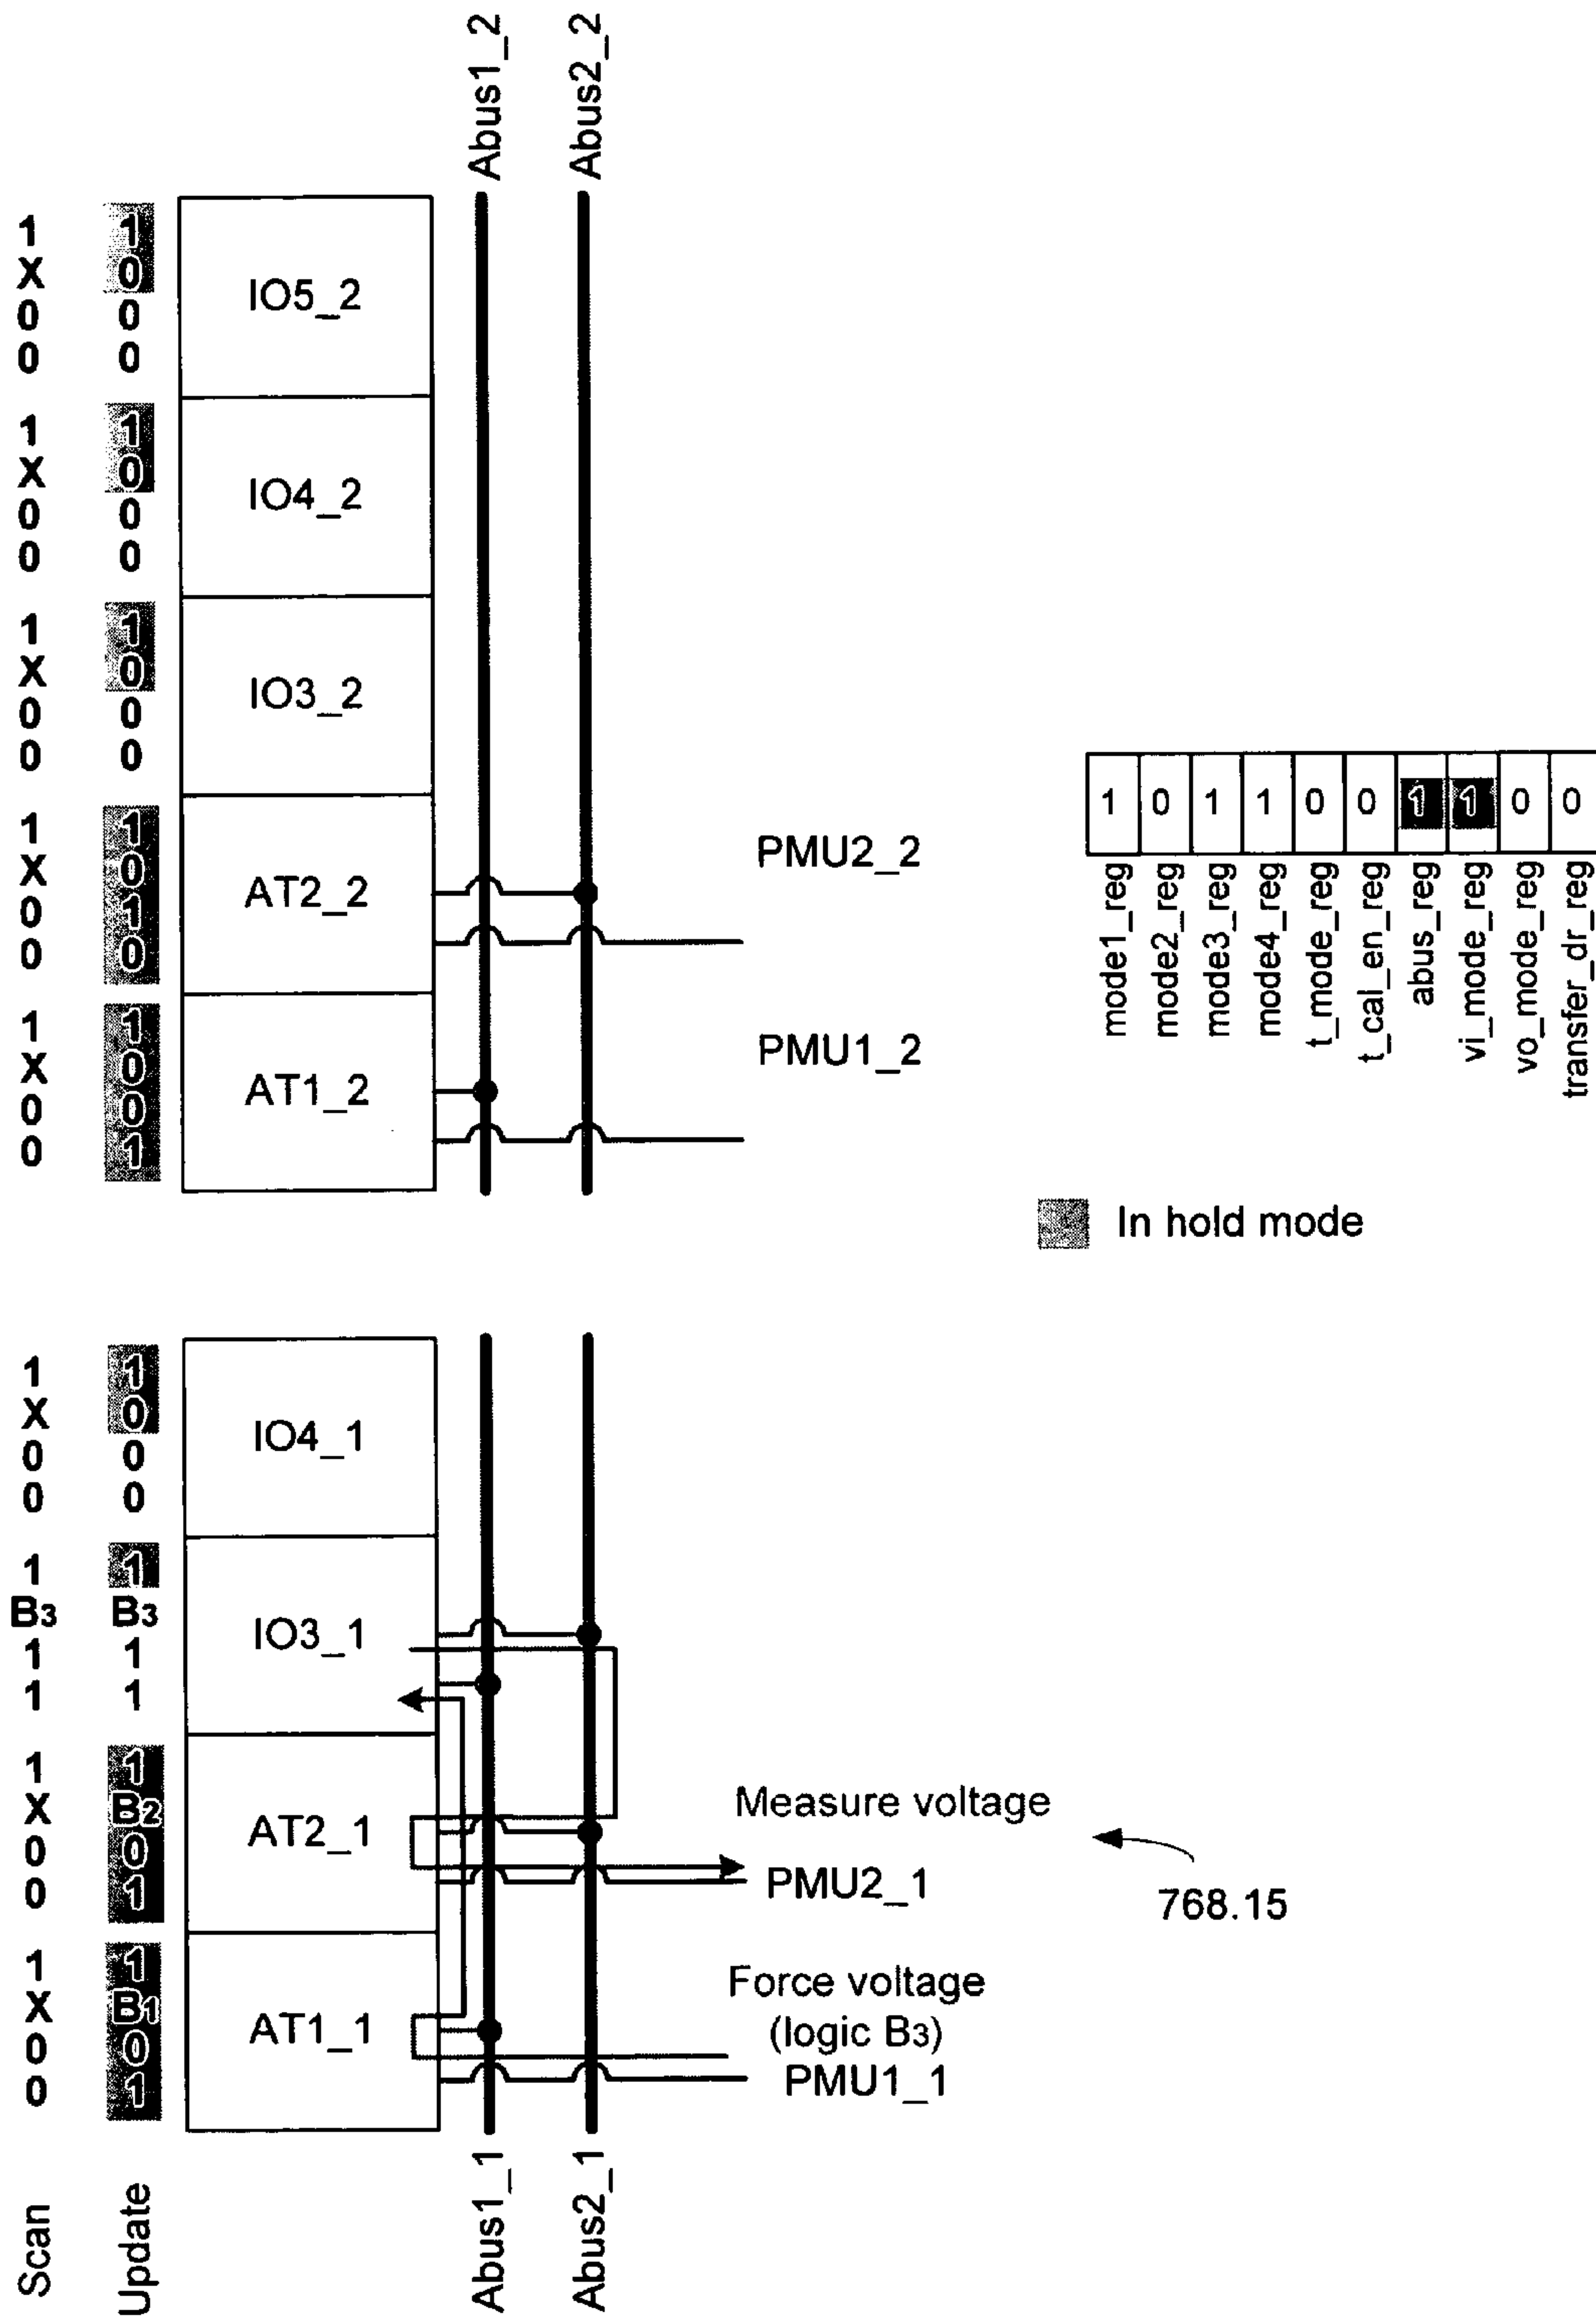 Abus1_2
Abus2_2
1 1
X 0
0 0
0 0
IO5_2
1 1
X 0
0 0
0 0
IO4_2
1 1
X 0
0 0
0 0
IO3_2
1 1
X 0
0 1
0 0
AT2_2
PMU2_2
1 1
X 0
0 0
0 1
AT1_2
PMU1_2
1 0 1 1 0 0 1 1 0 0
mode1_reg
mode2_reg
mode3_reg
mode4_reg
t_mode_reg
t_cal_en_reg
abus_reg
vi_mode_reg
vo_mode_reg
transfer_dr_reg
In hold mode
1 1
X 0
0 0
0 0
IO4_1
1 1
B3 B3
1 1
1 1
IO3_1
1 1
X B2
0 0
0 1
AT2_1
Measure voltage
PMU2_1
768.15
1 1
X B1
0 0
0 1
AT1_1
Force voltage
(logic B3)
PMU1_1
Scan
Update
Abus1_1
Abus2_1